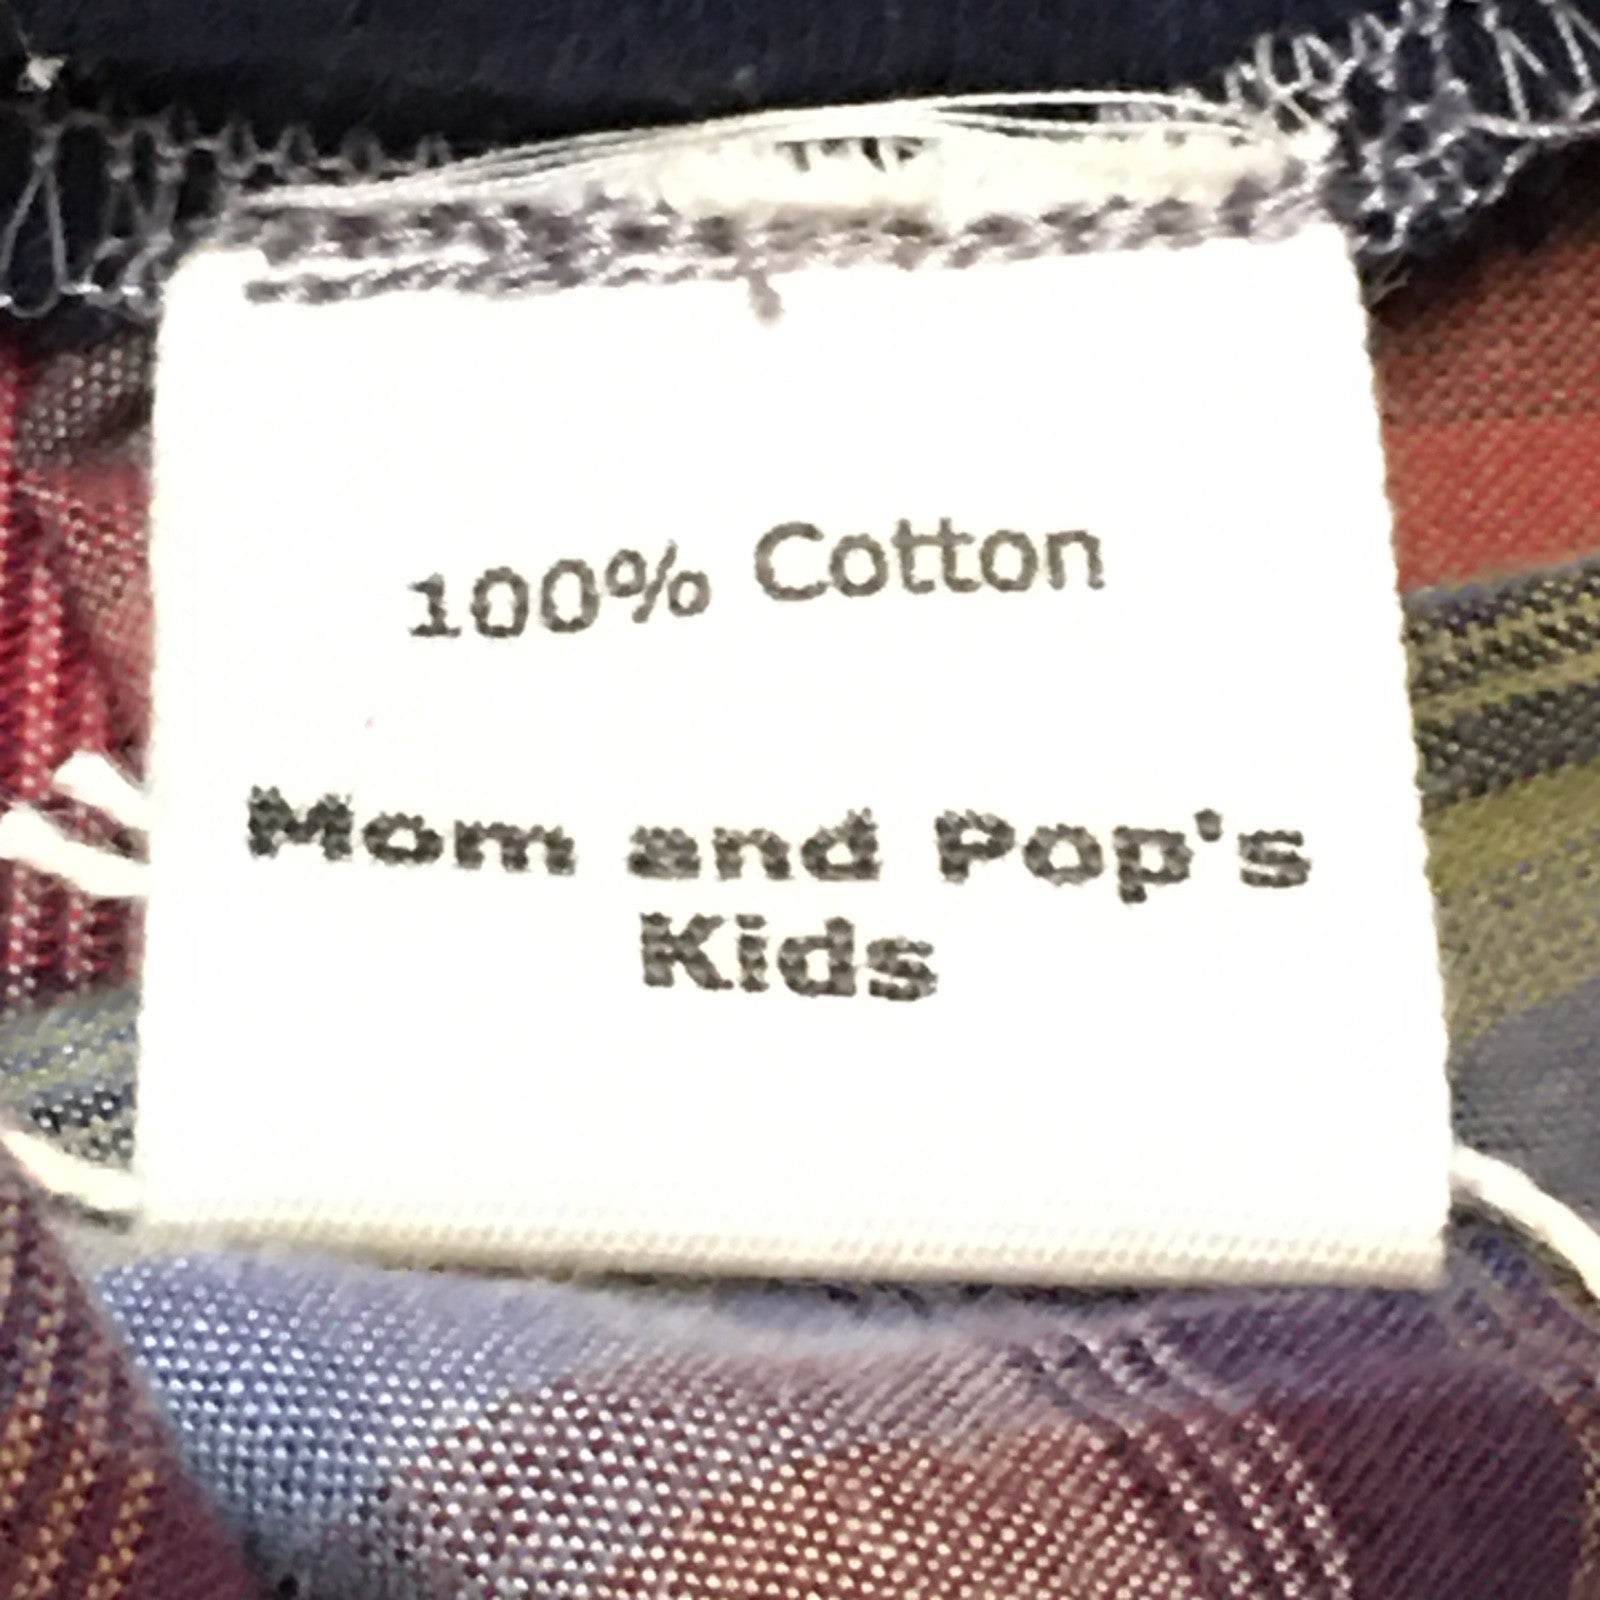 100% Cotton
Mom and Pop's
Kids